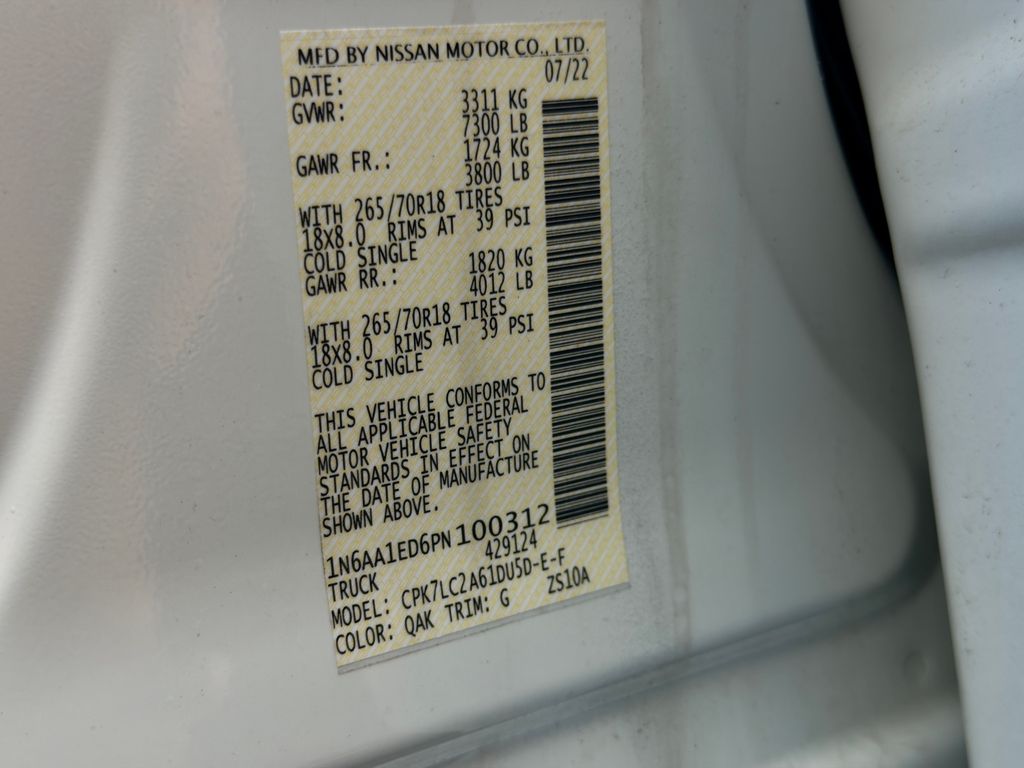 MFD BY NISSAN MOTOR CO., LTD.
DATE: 07/22
GVWR: 3311 KG
7300 LB
GAWR FR.: 1724 KG
3800 LB
WITH 265/70R18 TIRES
18X8.0 RIMS AT 39 PSI
COLD SINGLE
GAWR RR.: 1820 KG
4012 LB
WITH 265/70R18 TIRES
18X8.0 RIMS AT 39 PSI
COLD SINGLE
THIS VEHICLE CONFORMS TO
ALL APPLICABLE FEDERAL
MOTOR VEHICLE SAFETY
STANDARDS IN EFFECT ON
THE DATE OF MANUFACTURE
SHOWN ABOVE.
1N6AA1ED6PN100312
TRUCK 429124
MODEL: CPK7LC2A61DU5D-E-F
COLOR: QAK TRIM: G ZS10A